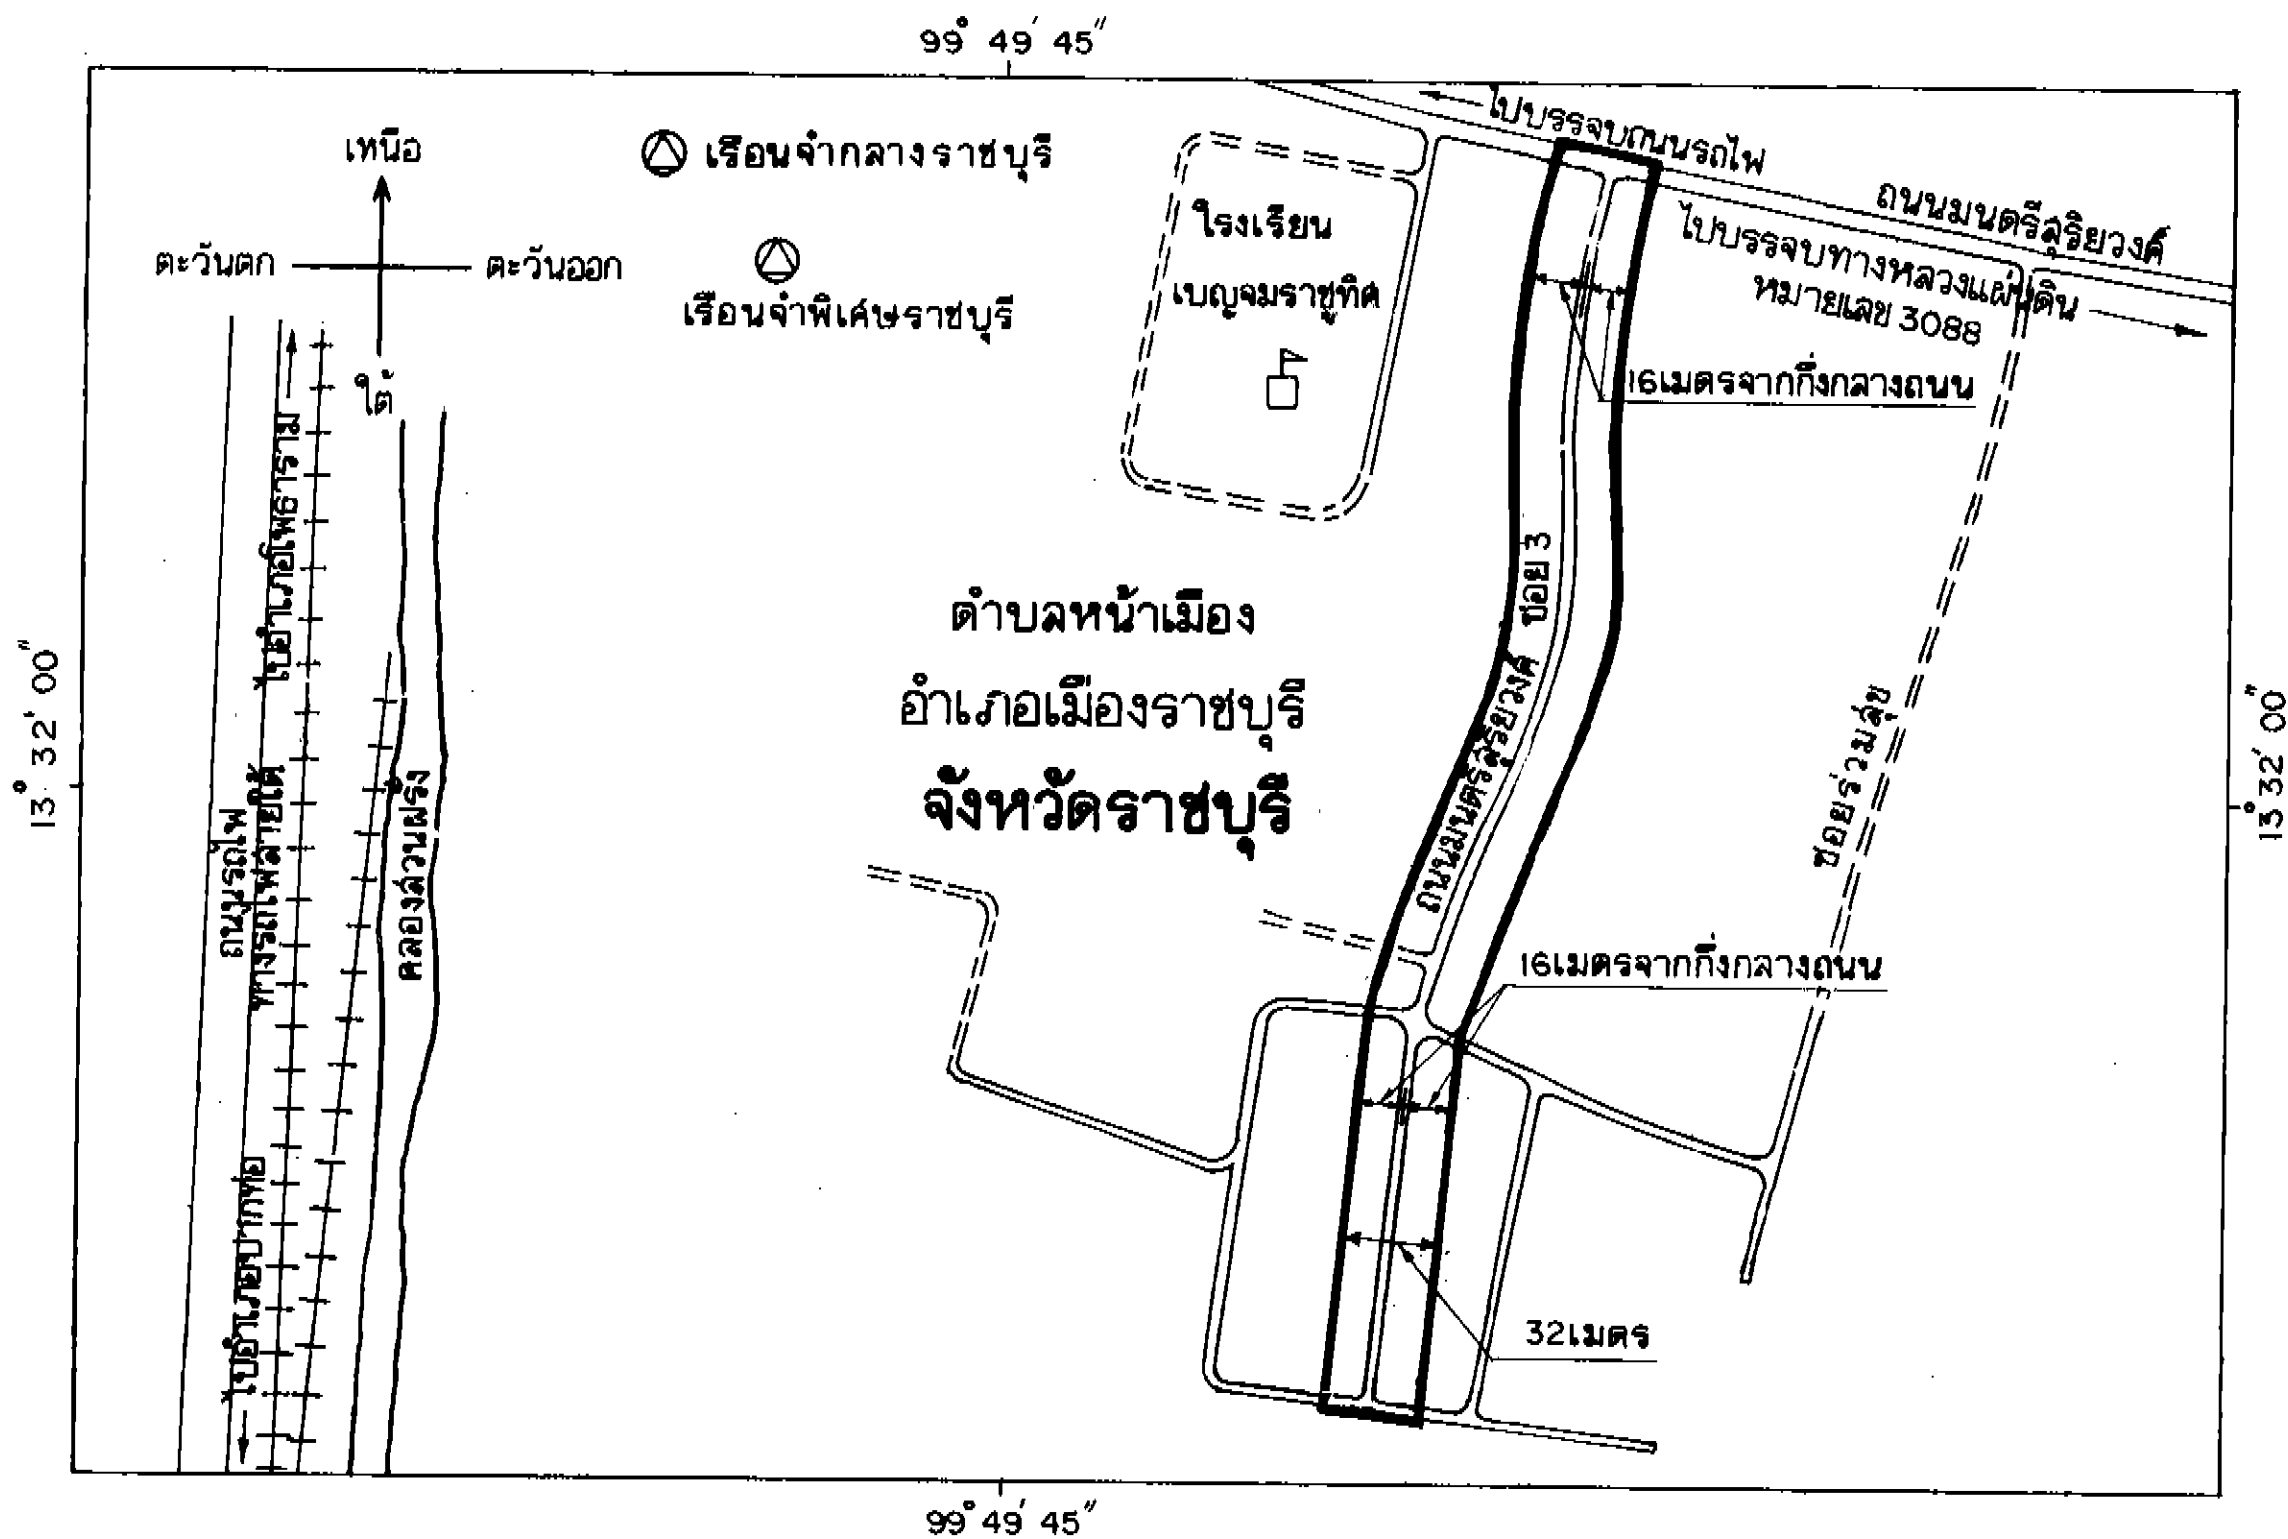 99° 49′ 45″
เหนือ
ตะวันตก
ตะวันออก
ใต้
เรือนจำกลางราชบุรี
เรือนจำพิเศษราชบุรี
โรงเรียน
เบญจมราชูทิศ
ไปบรรจบถนนรถไฟ
ถนนมนตรีสุริยวงศ์
ไปบรรจบทางหลวงแผ่นดิน
หมายเลข 3088
16เมตรจากกึ่งกลางถนน
ไปอำเภอโพธาราม
ตำบลหน้าเมือง
อำเภอเมืองราชบุรี
จังหวัดราชบุรี
ถนนมนตรีสุริยวงศ์ ซอย 3
ซอยร่วมสุข
13° 32′ 00″
13° 32′ 00″
ถนนรถไฟ
ทางรถไฟสายใต้
คลองสวนฝรั่ง
16เมตรจากกึ่งกลางถนน
ไปอำเภอปากท่อ
32เมตร
99° 49′ 45″